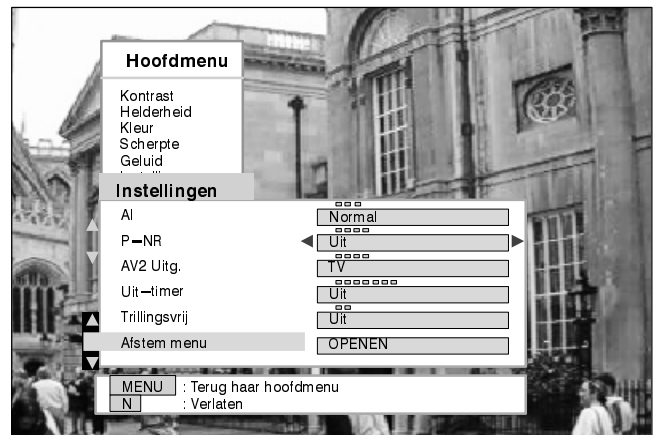 Hoofdmenu
Kontrast
Helderheid
Kleur
Scherpte
Geluid
Instellingen
AI Normal
P–NR Uit
AV2 Uitg. TV
Uit–timer Uit
Trillingsvrij Uit
Afstem menu OPENEN
MENU : Terug haar hoofdmenu
N : Verlaten